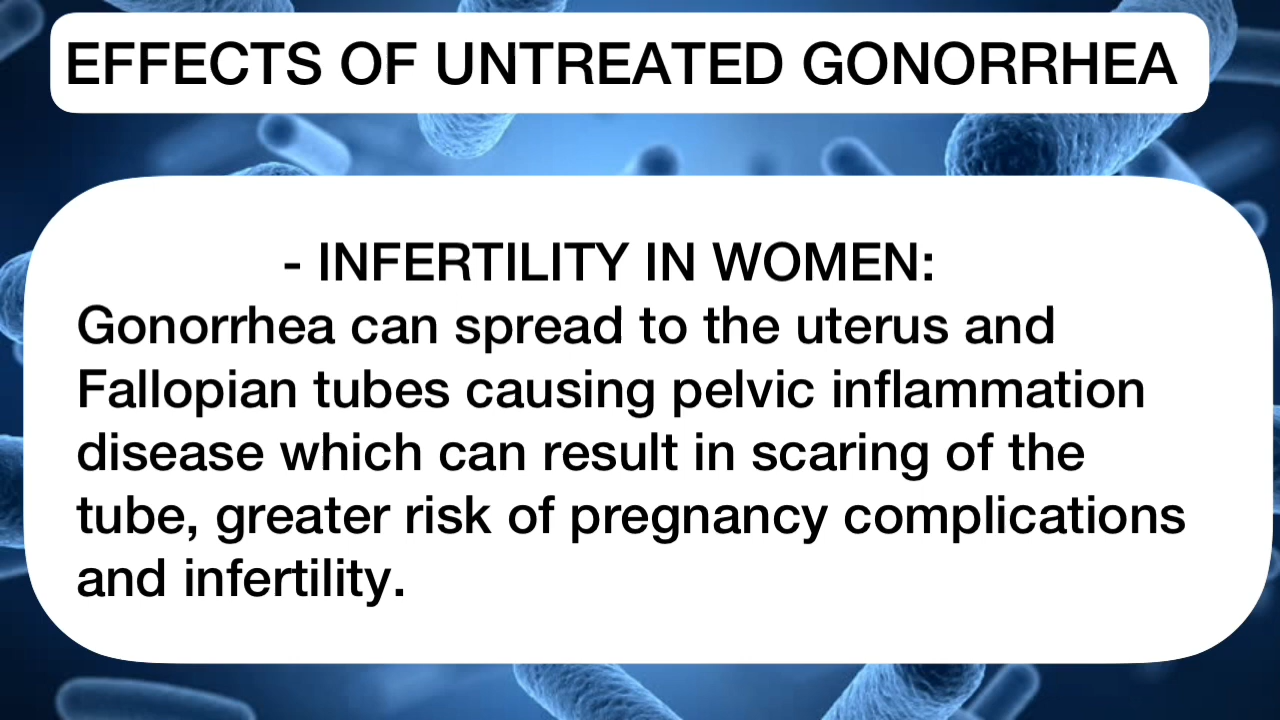 EFFECTS OF UNTREATED GONORRHEA
- INFERTILITY IN WOMEN:
Gonorrhea can spread to the uterus and
Fallopian tubes causing pelvic inflammation
disease which can result in scaring of the
tube, greater risk of pregnancy complications
and infertility.